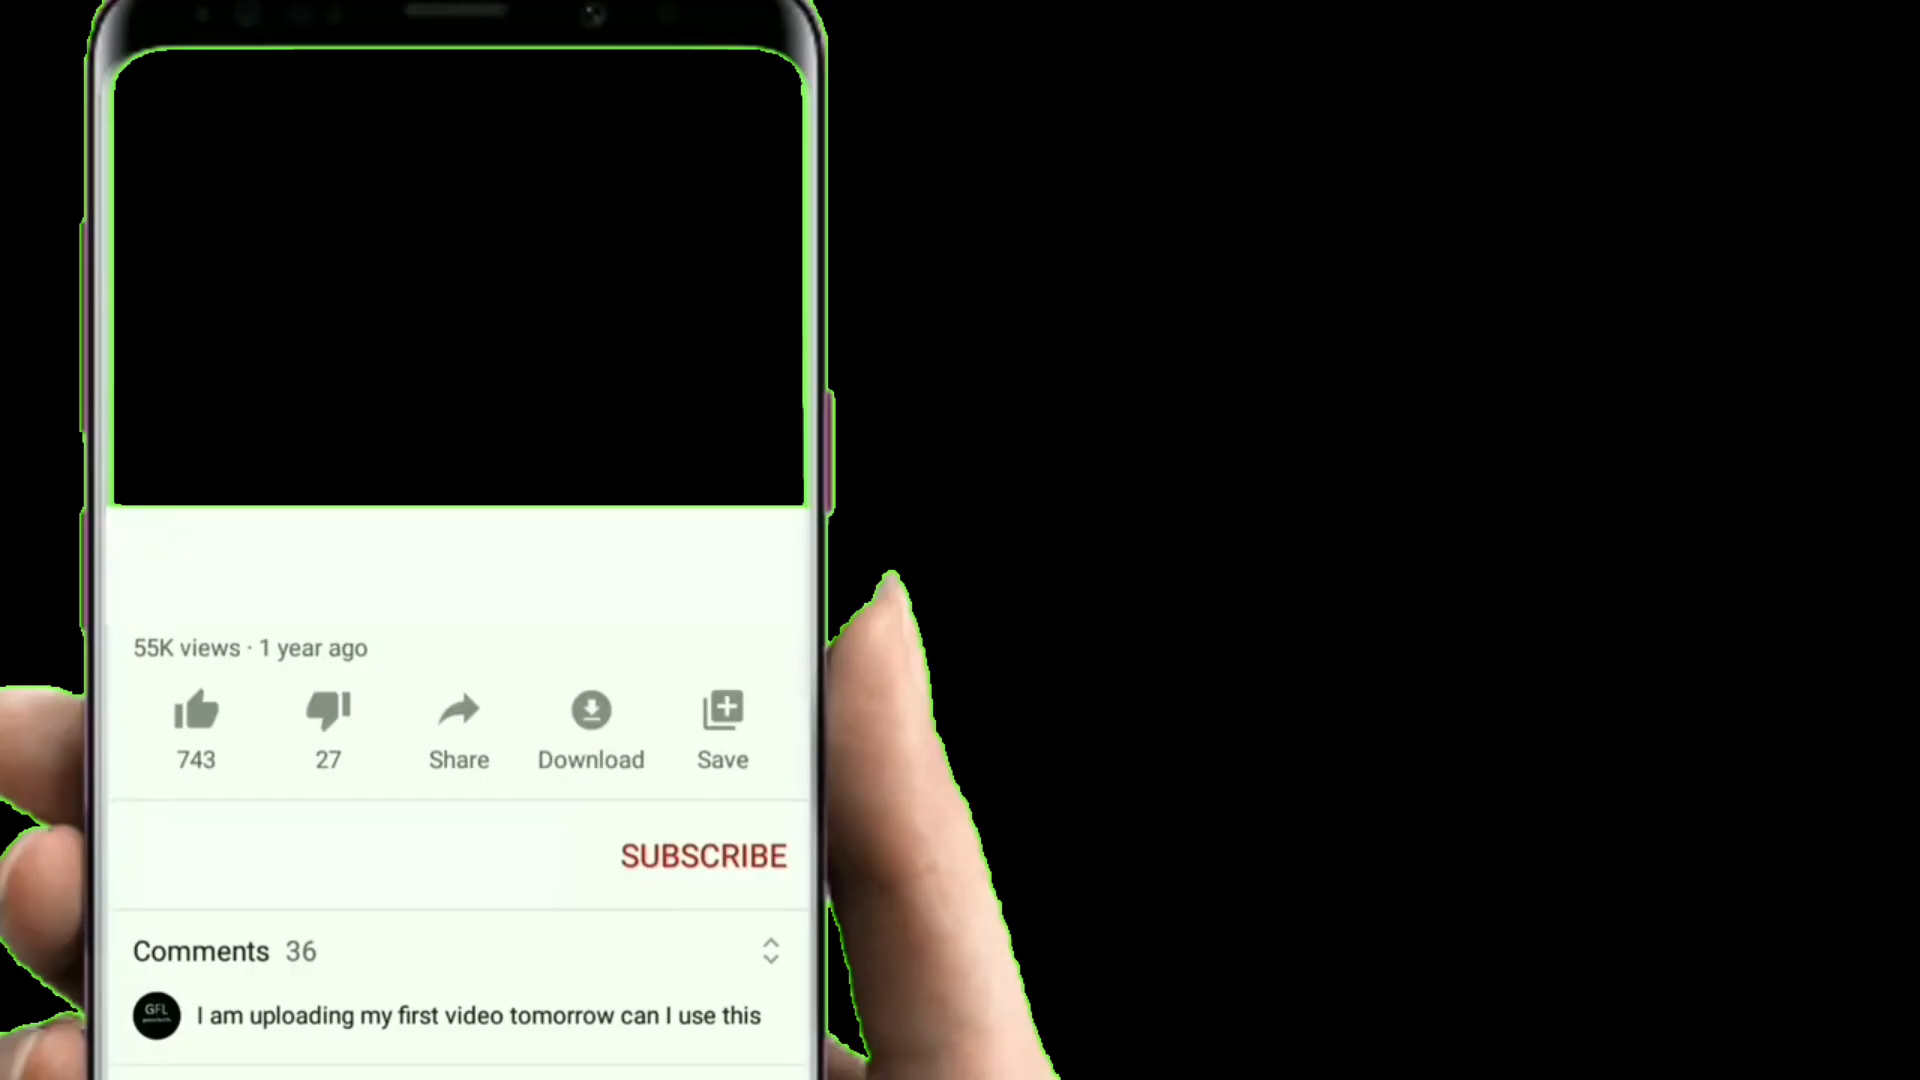 55K views · 1 year ago
743 27 Share Download Save
SUBSCRIBE
Comments 36
GFL
I am uploading my first video tomorrow can I use this